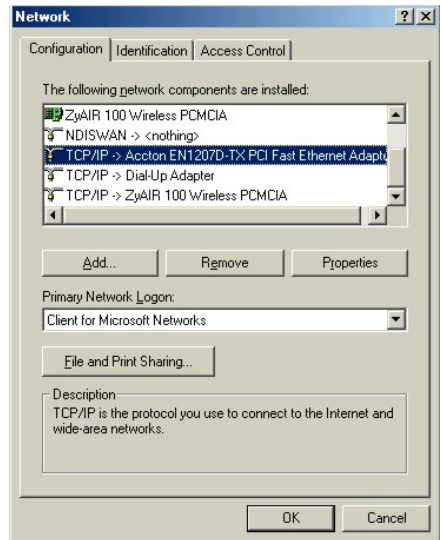 Network
Configuration Identification Access Control
The following network components are installed:
ZyAIR 100 Wireless PCMCIA
NDISWAN -> <nothing>
TCP/IP -> Accton EN1207D-TX PCI Fast Ethernet Adapte
TCP/IP -> Dial-Up Adapter
TCP/IP -> ZyAIR 100 Wireless PCMCIA
Add... Remove Properties
Primary Network Logon:
Client for Microsoft Networks
File and Print Sharing...
Description
TCP/IP is the protocol you use to connect to the Internet and
wide-area networks.
OK Cancel